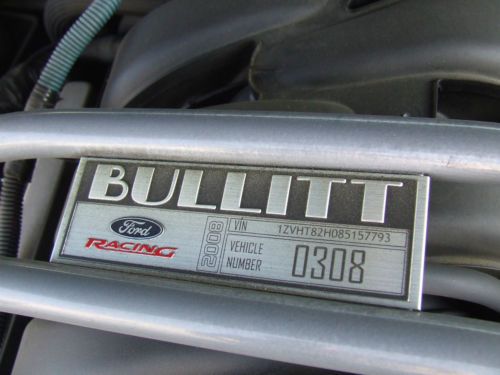 BULLITT
Ford
RACING
2008
VIN 1ZVHT82H085157793
VEHICLE
NUMBER
0308